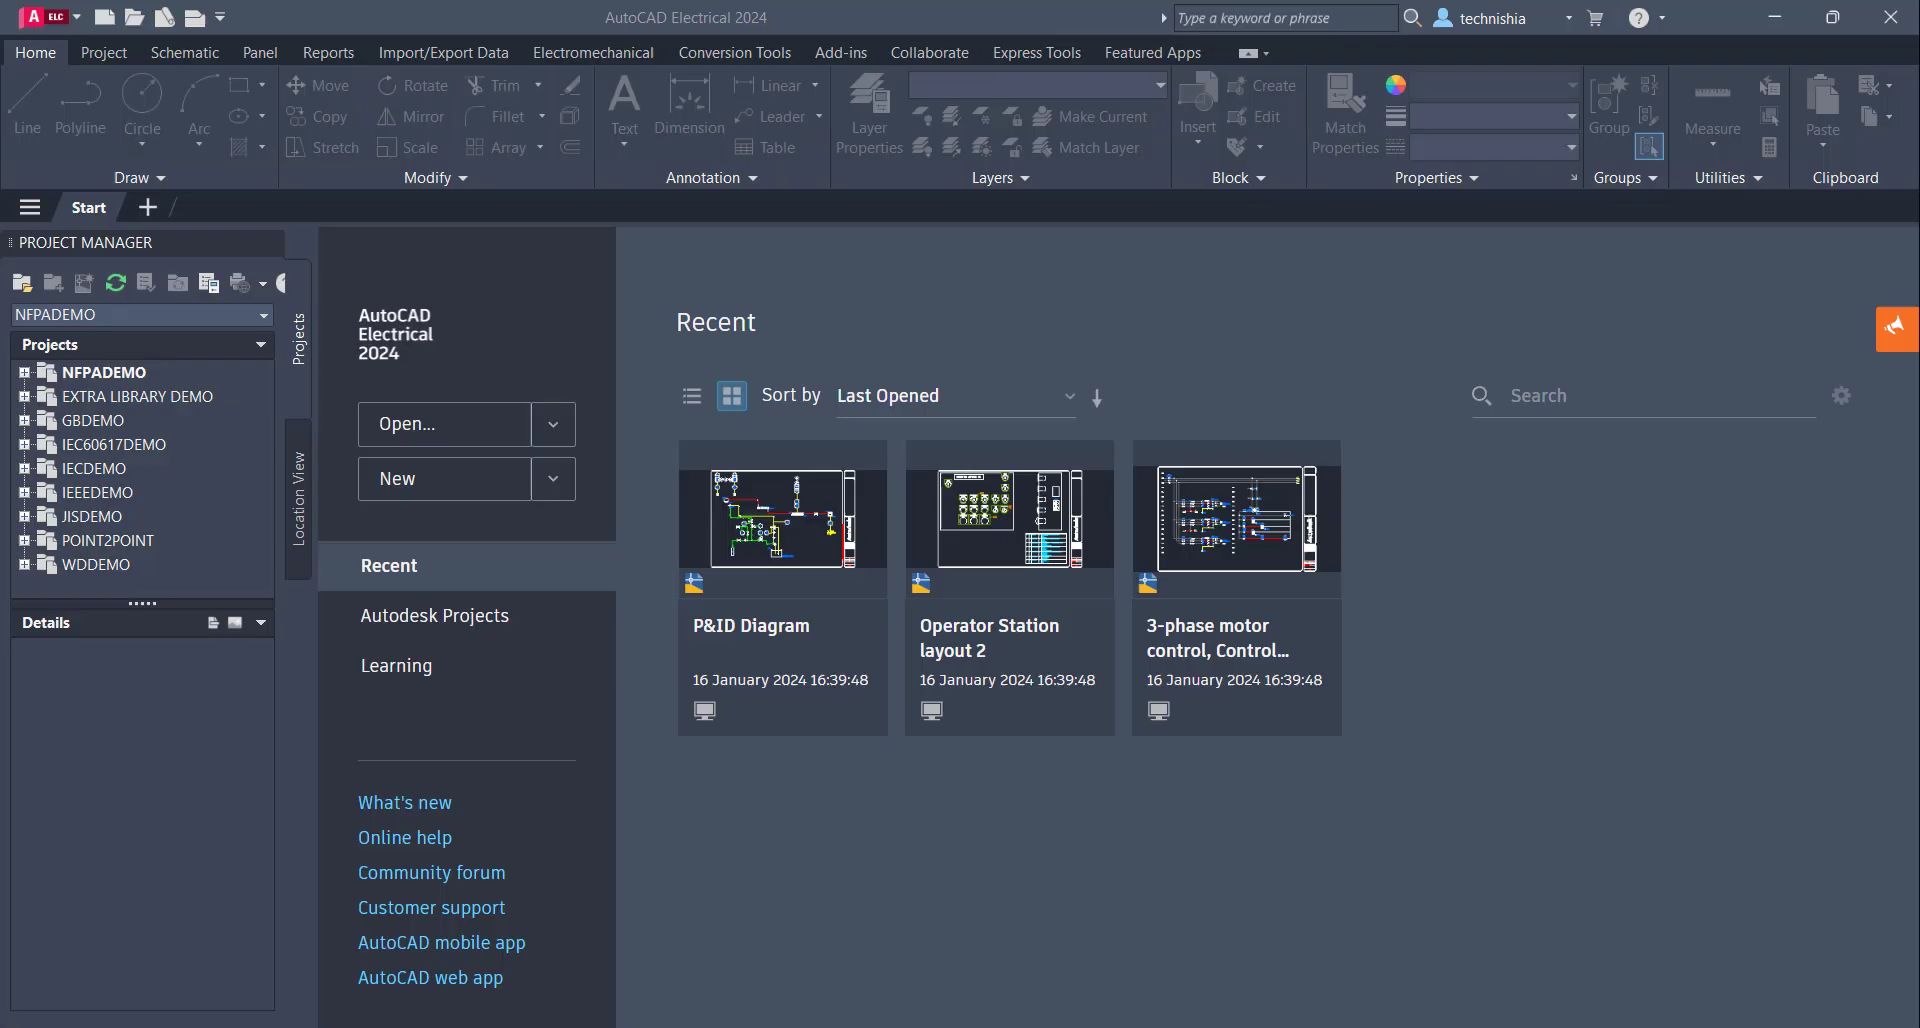 A ELC
AutoCAD Electrical 2024
Type a keyword or phrase
technishia
?
Home Project Schematic Panel Reports Import/Export Data Electromechanical Conversion Tools Add-ins Collaborate Express Tools Featured Apps
Line Polyline Circle Arc
Draw
Move Rotate Trim
Copy Mirror Fillet
Stretch Scale Array
Modify
Text Dimension
Linear
Leader
Table
Annotation
Layer
Properties
Make Current
Match Layer
Layers
Insert
Create
Edit
Block
Match
Properties
Properties
Group
Groups
Measure
Utilities
Paste
Clipboard
Start
PROJECT MANAGER
NFPADEMO
Projects
NFPADEMO
EXTRA LIBRARY DEMO
GBDEMO
IEC60617DEMO
IECDEMO
IEEEDEMO
JISDEMO
POINT2POINT
WDDEMO
Details
Projects
Location View
AutoCAD
Electrical
2024
Open...
New
Recent
Autodesk Projects
Learning
What's new
Online help
Community forum
Customer support
AutoCAD mobile app
AutoCAD web app
Recent
Sort by Last Opened
Search
P&ID Diagram
16 January 2024 16:39:48
Operator Station
layout 2
16 January 2024 16:39:48
3-phase motor
control, Control...
16 January 2024 16:39:48